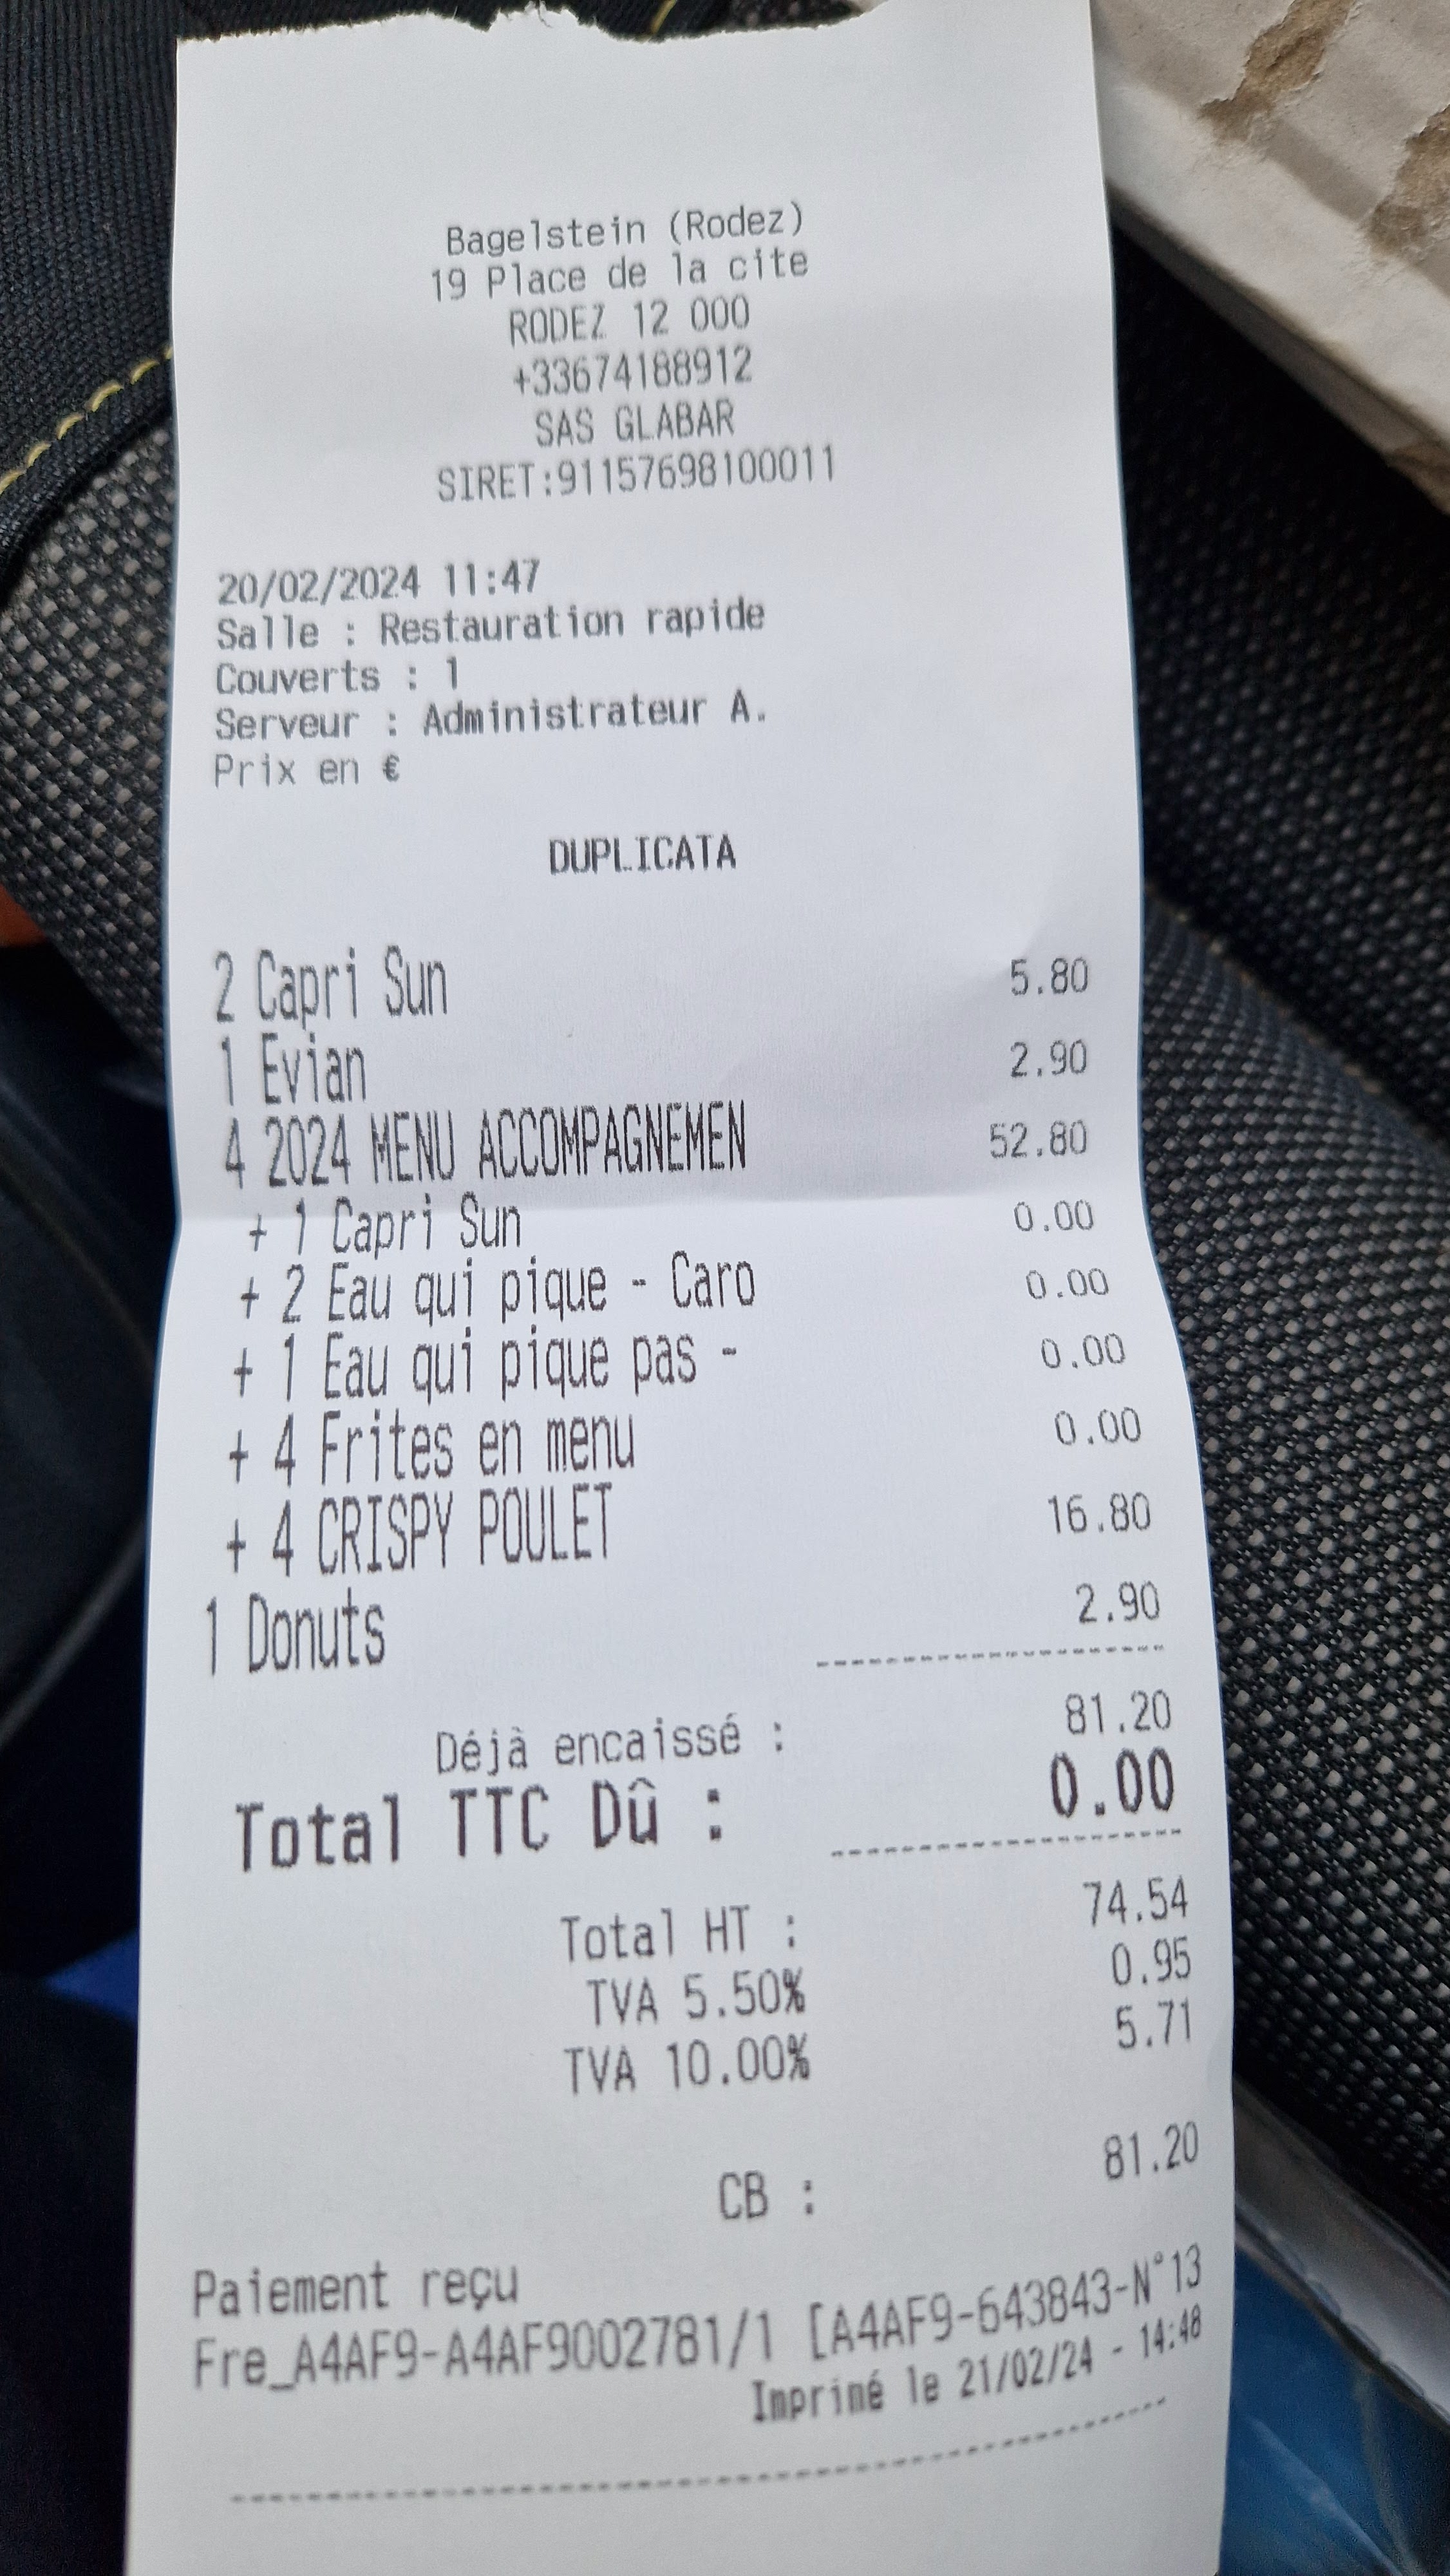 Bagelstein (Rodez)
19 Place de la cite
RODEZ 12 000
+33674188912
SAS GLABAR
SIRET:91157698100011
20/02/2024 11:47
Salle : Restauration rapide
Couverts : 1
Serveur : Administrateur A.
Prix en €
DUPLICATA
2 Capri Sun 5.80
1 Evian 2.90
4 2024 MENU ACCOMPAGNEMEN 52.80
+ 1 Capri Sun 0.00
+ 2 Eau qui pique - Caro 0.00
+ 1 Eau qui pique pas - 0.00
+ 4 Frites en menu 0.00
+ 4 CRISPY POULET 16.80
1 Donuts 2.90
Déjà encaissé : 81.20
Total TTC Dû : 0.00
Total HT : 74.54
TVA 5.50% 0.95
TVA 10.00% 5.71
CB : 81.20
Paiement reçu
Fre_A4AF9-A4AF9002781/1 [A4AF9-643843-N°13
Imprimé le 21/02/24 - 14:48